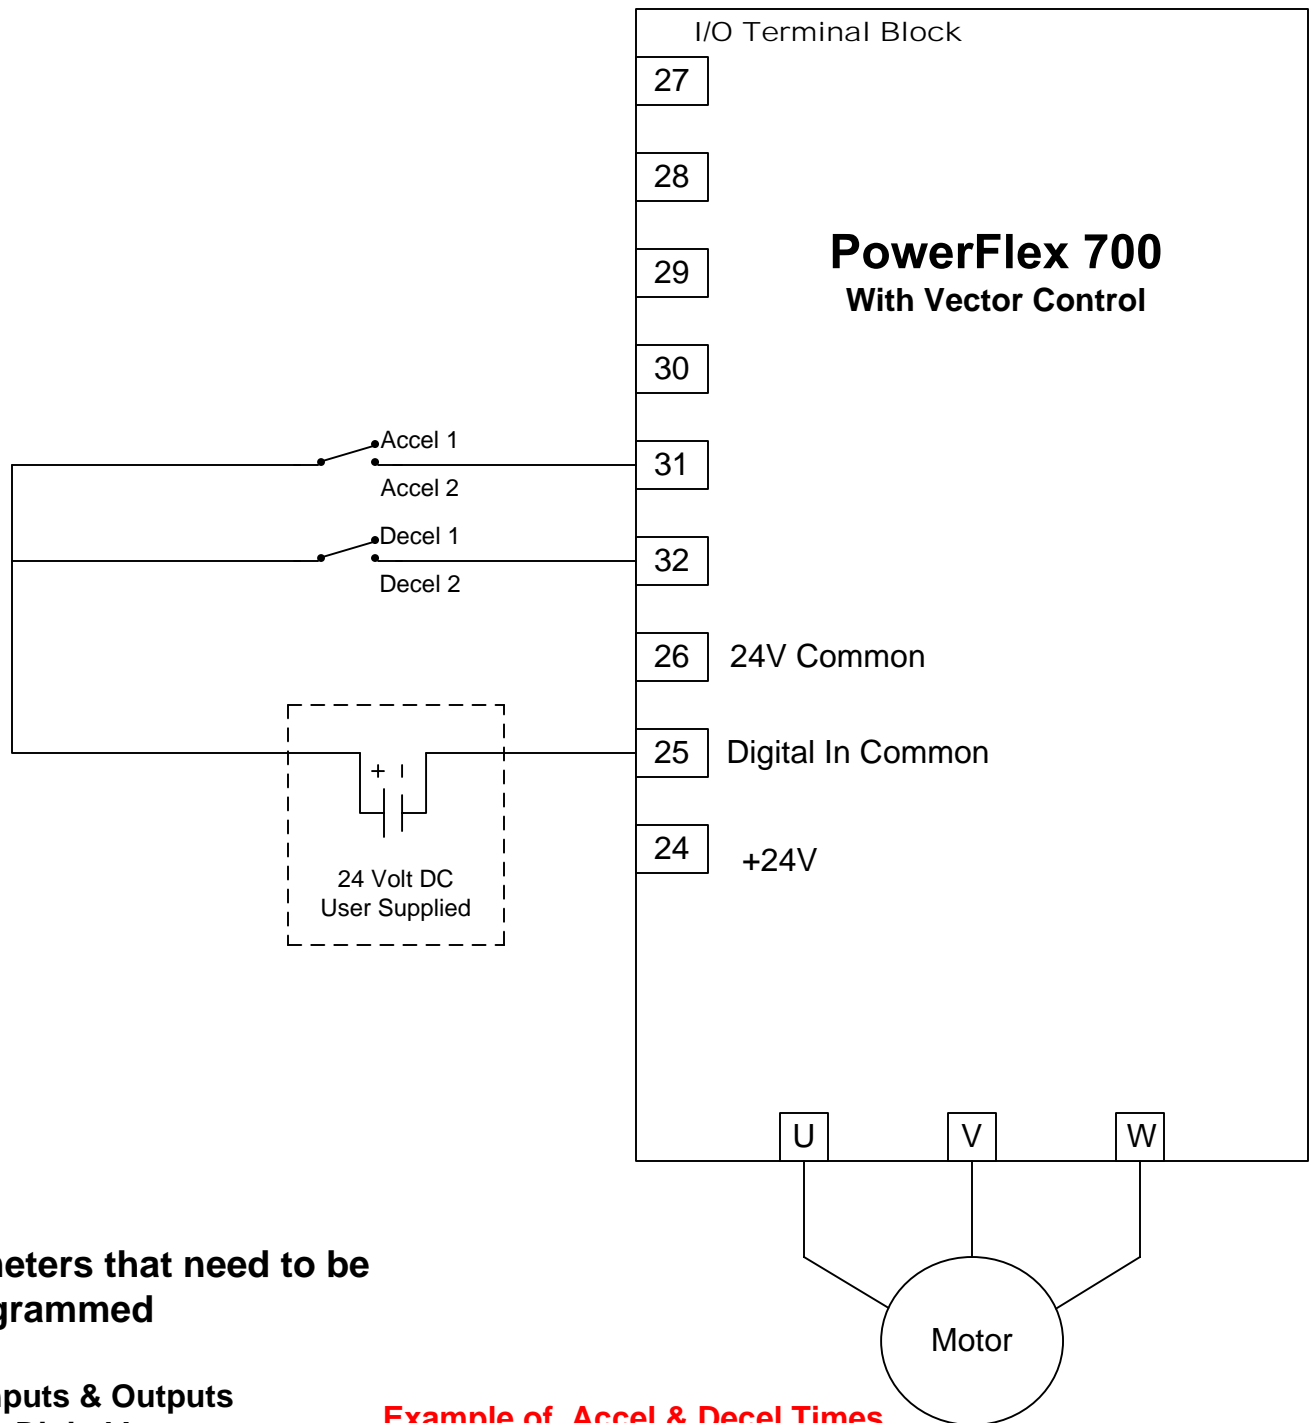 I/O Terminal Block
27
28
PowerFlex 700
29
With Vector Control
30
Accel 1
31
Accel 2
Decel 1
32
Decel 2
26 24V Common
25 Digital In Common
+ -
24 +24V
24 Volt DC
User Supplied
U V W
eters that need to be
grammed
Motor
puts & Outputs
Example of Accel & Decel Times